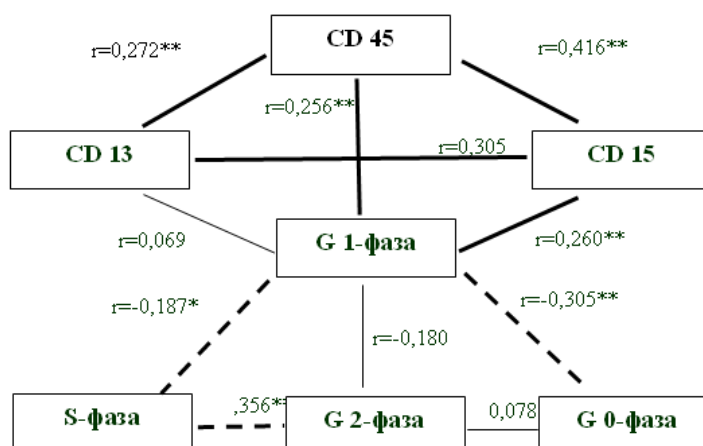 CD 45
r=0,272**
r=0,416**
r=0,256**
CD 13
r=0,305
CD 15
r=0,069
G 1-фаза
r=0,260**
r=-0,187*
r=-0,305**
r=-0,180
S-фаза
,356*
G 2-фаза
0,078
G 0-фаза